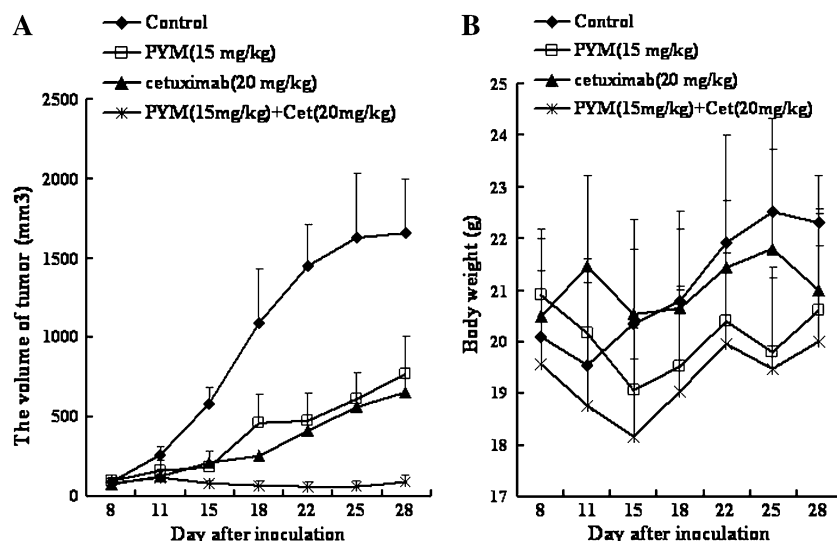 A
Control
PYM(15 mg/kg)
cetuximab(20 mg/kg)
PYM(15mg/kg)+Cet(20mg/kg)
The volume of tumor (mm3)
2500
2000
1500
1000
500
0
8 11 15 18 22 25 28
Day after inoculation
B
Control
PYM(15 mg/kg)
cetuximab(20 mg/kg)
PYM(15mg/kg)+Cet(20mg/kg)
Body weight (g)
25
24
23
22
21
20
19
18
17
8 11 15 18 22 25 28
Day after inoculation